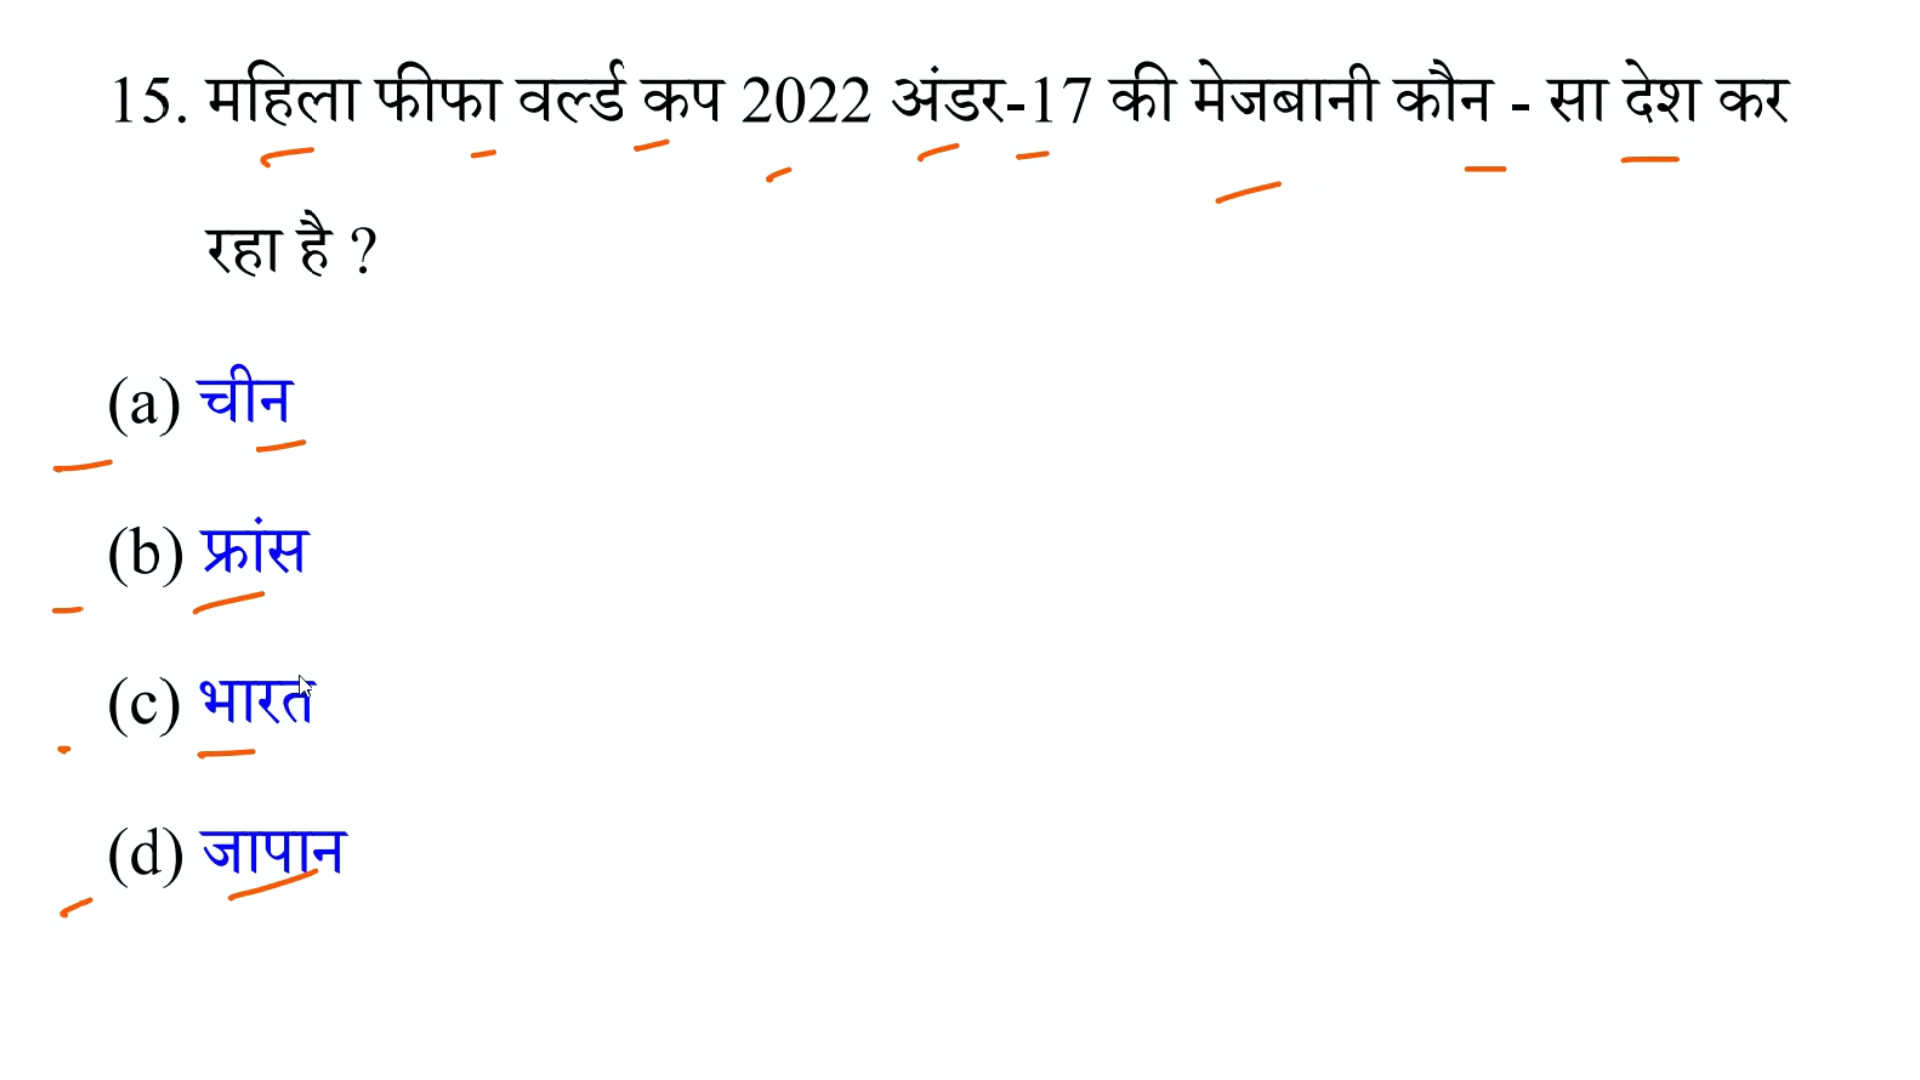 15. महिला फीफा वर्ल्ड कप 2022 अंडर-17 की मेजबानी कौन - सा देश कर
रहा है ?
(a) चीन
(b) फ्रांस
(c) भारत
(d) जापान